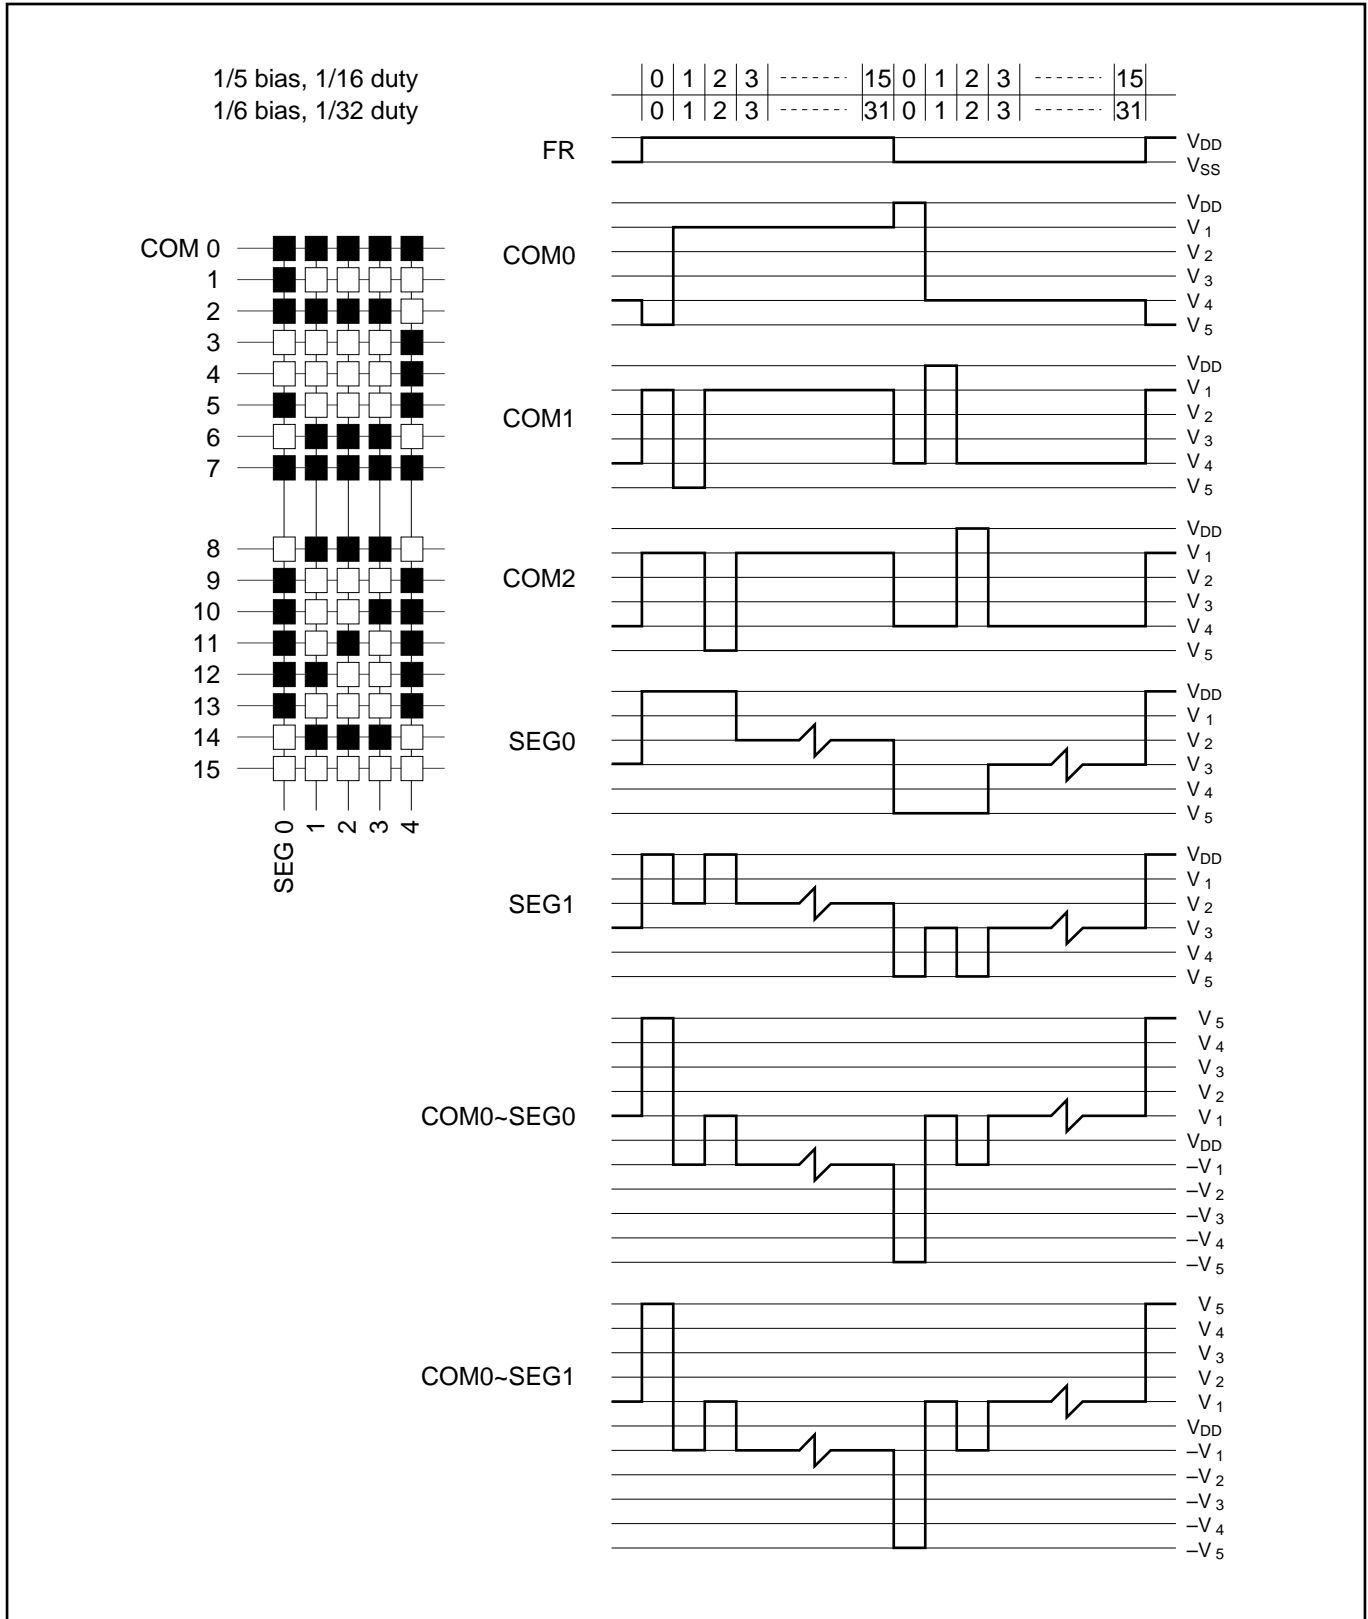 1/5 bias, 1/16 duty
0 1 2 3 -------- 15 0 1 2 3 -------- 15
1/6 bias, 1/32 duty
0 1 2 3 -------- 31 0 1 2 3 -------- 31
FR
VDD
VSS
COM 0
1
2
3
4
5
6
7
8
9
10
11
12
13
14
15
SEG 0
1
2
3
4
COM0
VDD
V1
V2
V3
V4
V5
COM1
VDD
V1
V2
V3
V4
V5
COM2
VDD
V1
V2
V3
V4
V5
SEG0
VDD
V1
V2
V3
V4
V5
SEG1
VDD
V1
V2
V3
V4
V5
COM0~SEG0
V5
V4
V3
V2
V1
VDD
–V1
–V2
–V3
–V4
–V5
COM0~SEG1
V5
V4
V3
V2
V1
VDD
–V1
–V2
–V3
–V4
–V5